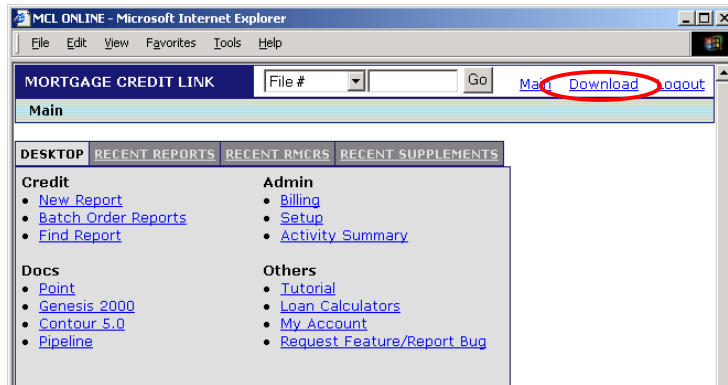 MCL ONLINE - Microsoft Internet Explorer
File Edit View Favorites Tools Help
MORTGAGE CREDIT LINK File # Go Main Download Logout
Main
DESKTOP RECENT REPORTS RECENT RMCRS RECENT SUPPLEMENTS
Credit Admin
• New Report • Billing
• Batch Order Reports • Setup
• Find Report • Activity Summary
Docs Others
• Point • Tutorial
• Genesis 2000 • Loan Calculators
• Contour 5.0 • My Account
• Pipeline • Request Feature/Report Bug